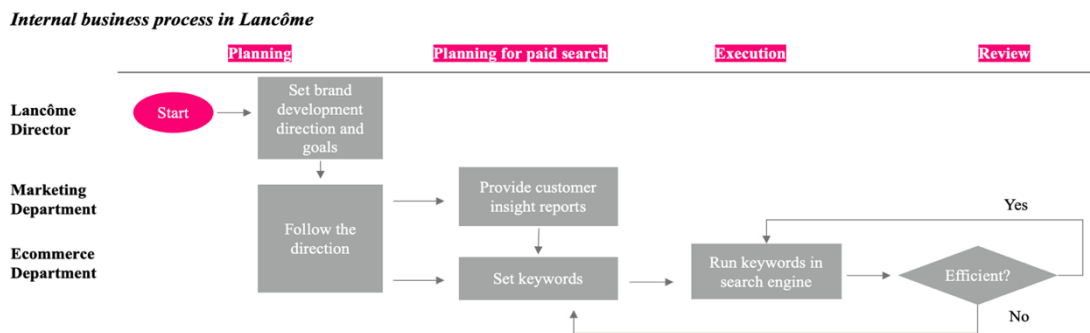 Internal business process in Lancôme
Planning
Planning for paid search
Execution
Review
Lancôme
Director
Start
Set brand
development
direction and
goals
Marketing
Department
Provide customer
insight reports
Yes
Follow the
direction
Ecommerce
Department
Set keywords
Run keywords in
search engine
Efficient?
No